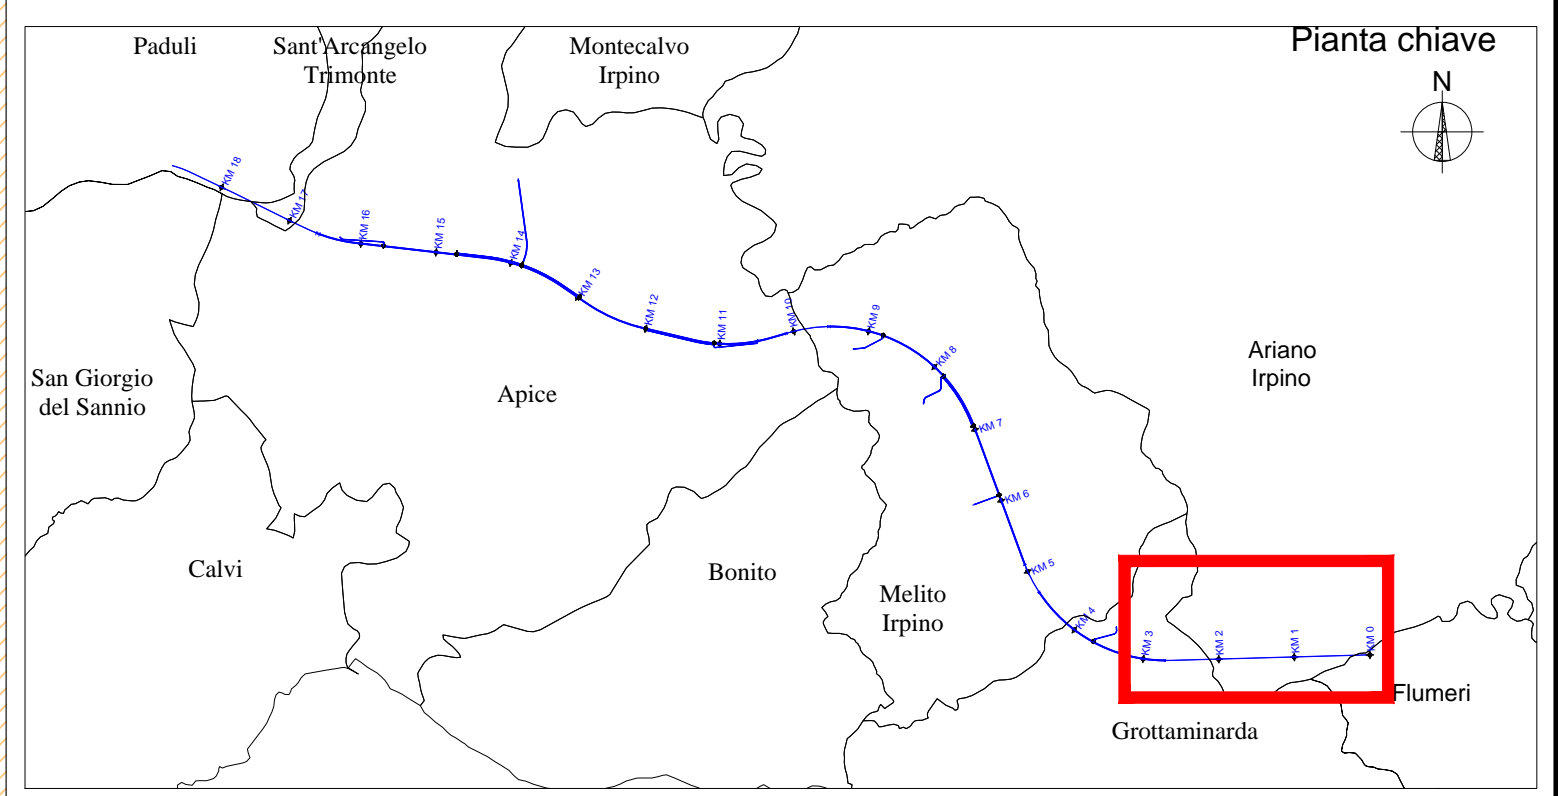 Pianta chiave
N
Paduli
Sant'Arcangelo
Trimonte
Montecalvo
Irpino
KM 18
KM 17
KM 16
KM 15
KM 14
KM 13
KM 12
KM 11
KM 10
KM 9
KM 8
KM 7
KM 6
KM 5
KM 4
KM 3
KM 2
KM 1
KM 0
Ariano
Irpino
San Giorgio
del Sannio
Apice
Calvi
Bonito
Melito
Irpino
Flumeri
Grottaminarda